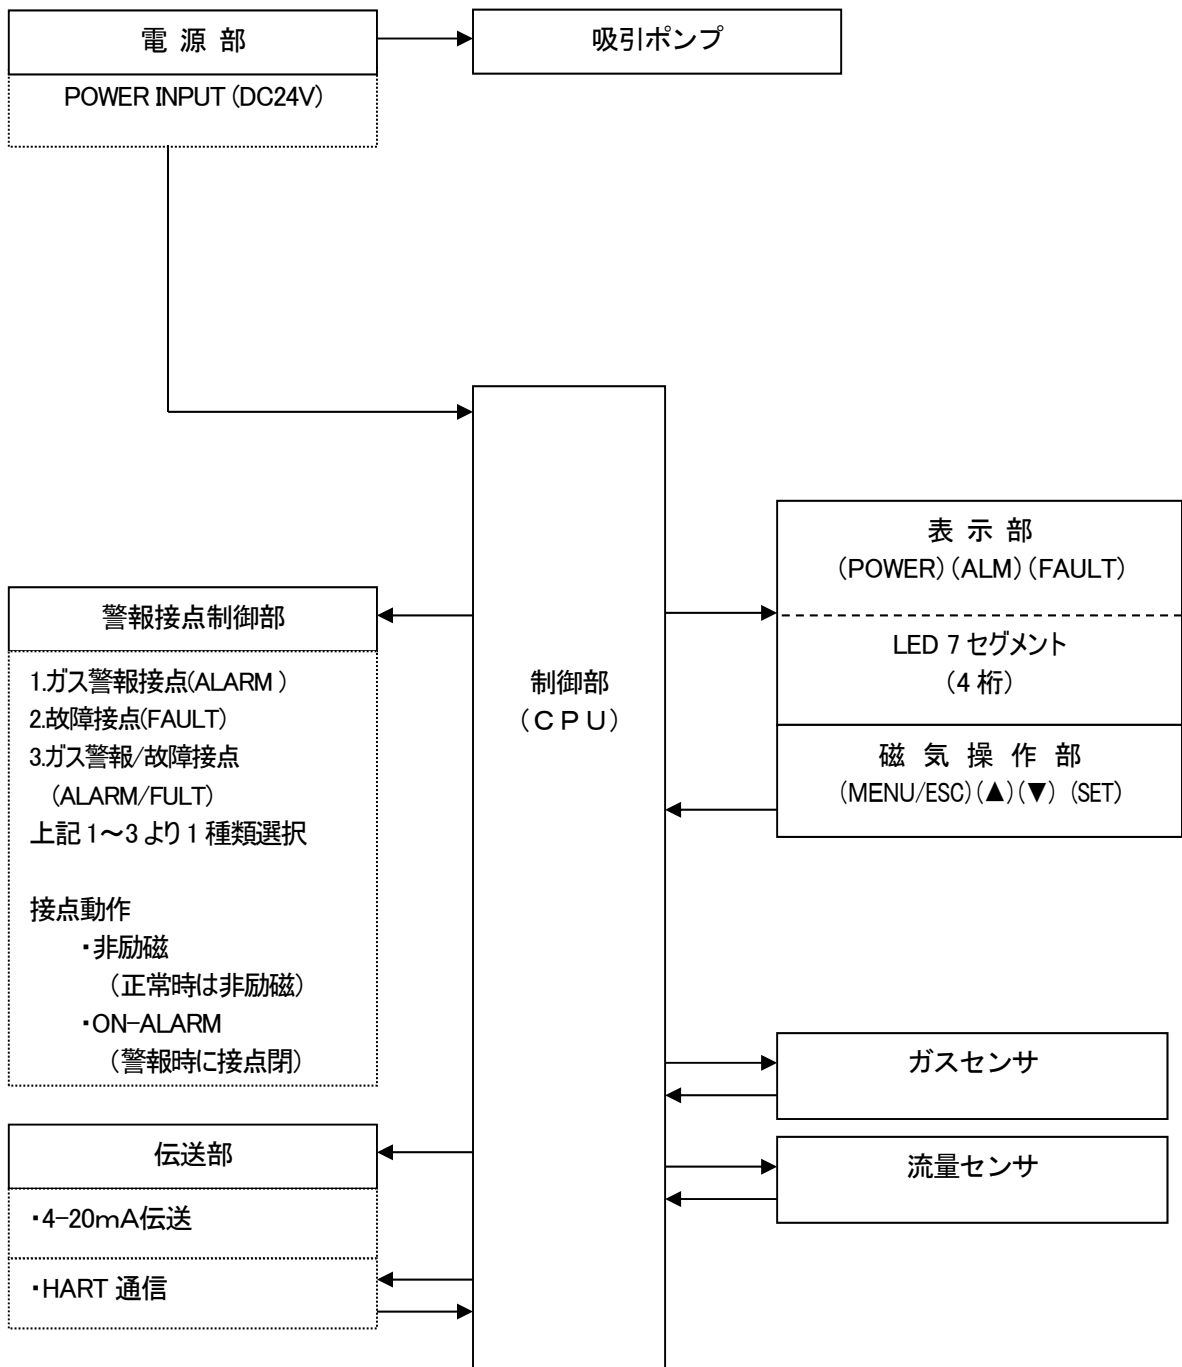 電 源 部
POWER INPUT (DC24V)
吸引ポンプ
制御部
(ＣＰＵ)
表 示 部
(POWER)(ALM)(FAULT)
LED 7 セグメント
(4 桁)
磁 気 操 作 部
(MENU/ESC)(▲)(▼) (SET)
警報接点制御部
1.ガス警報接点(ALARM )
2.故障接点(FAULT)
3.ガス警報/故障接点
(ALARM/FULT)
上記 1～3 より 1 種類選択
接点動作
・非励磁
(正常時は非励磁)
・ON-ALARM
(警報時に接点閉)
ガスセンサ
流量センサ
伝送部
・4-20ｍＡ伝送
・HART 通信